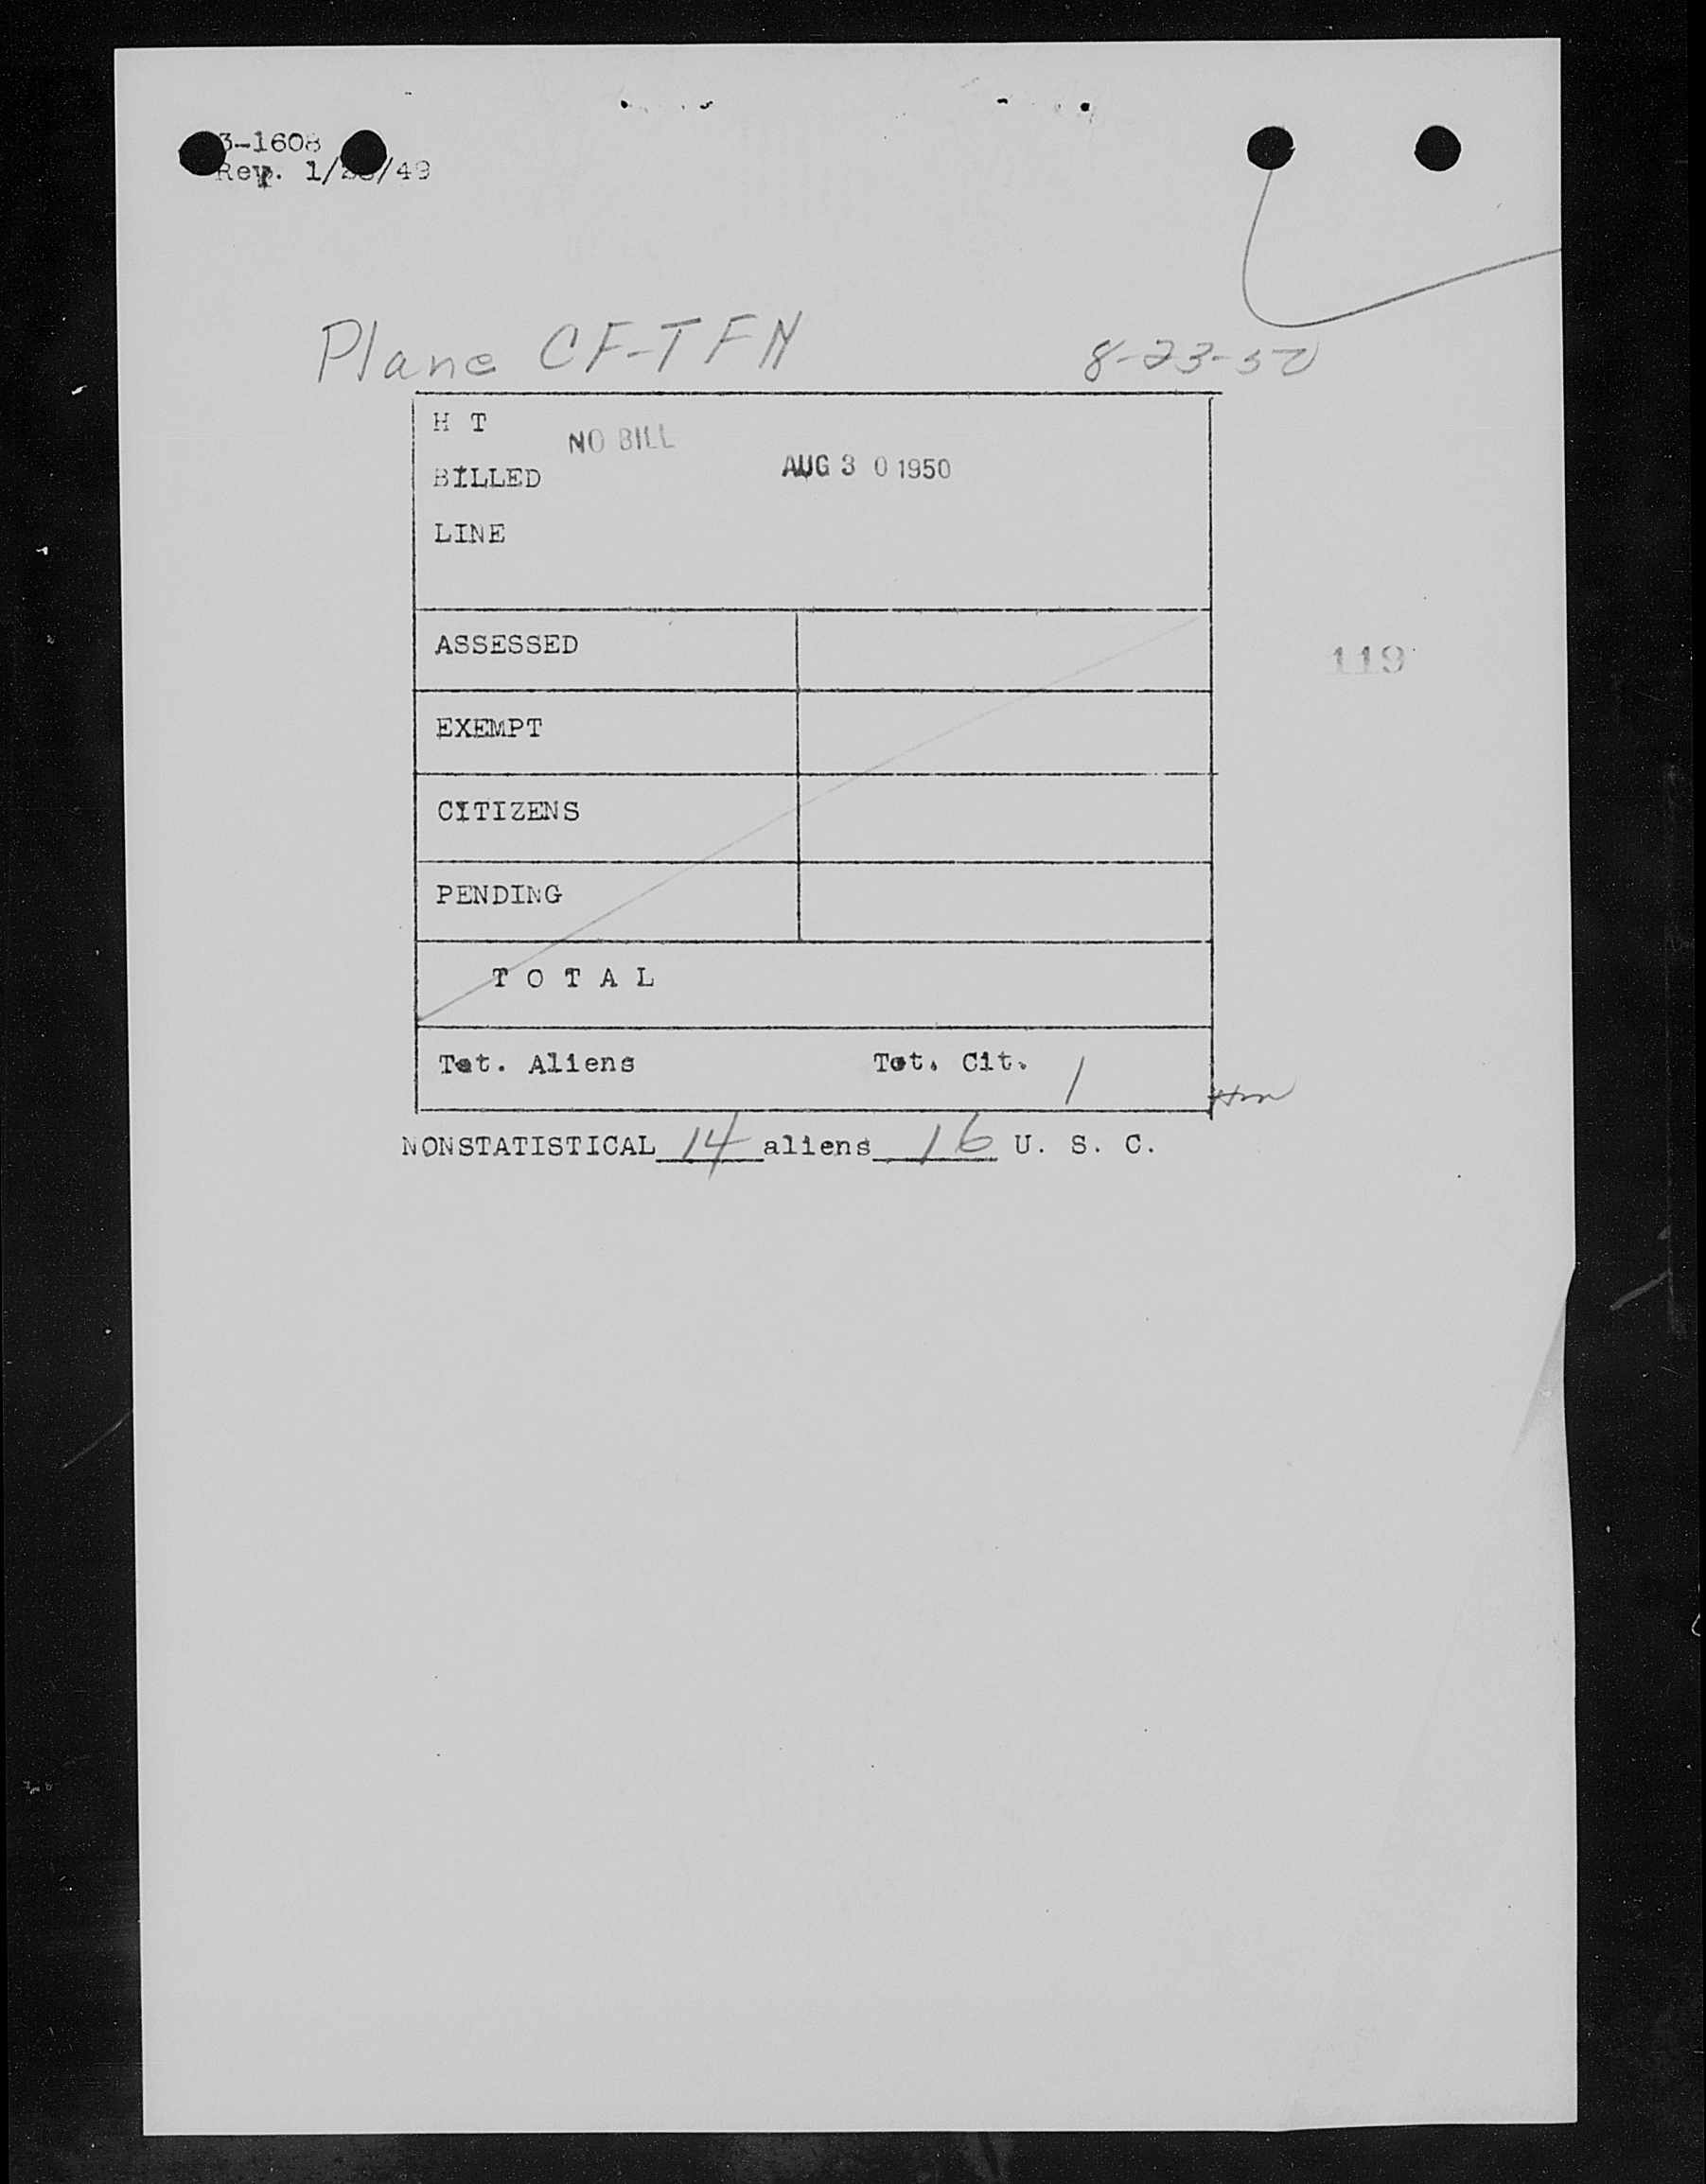 3-1608
Rev. 1/ /49
Plane CF-TFN 8-23-50
H T
NO BILL
BILLED AUG 3 0 1950
LINE
ASSESSED
119
EXEMPT
CITIZENS
PENDING
T O T A L
Tot. Aliens Tot. Cit. 1
NONSTATISTICAL 14 aliens 16 U. S. C.